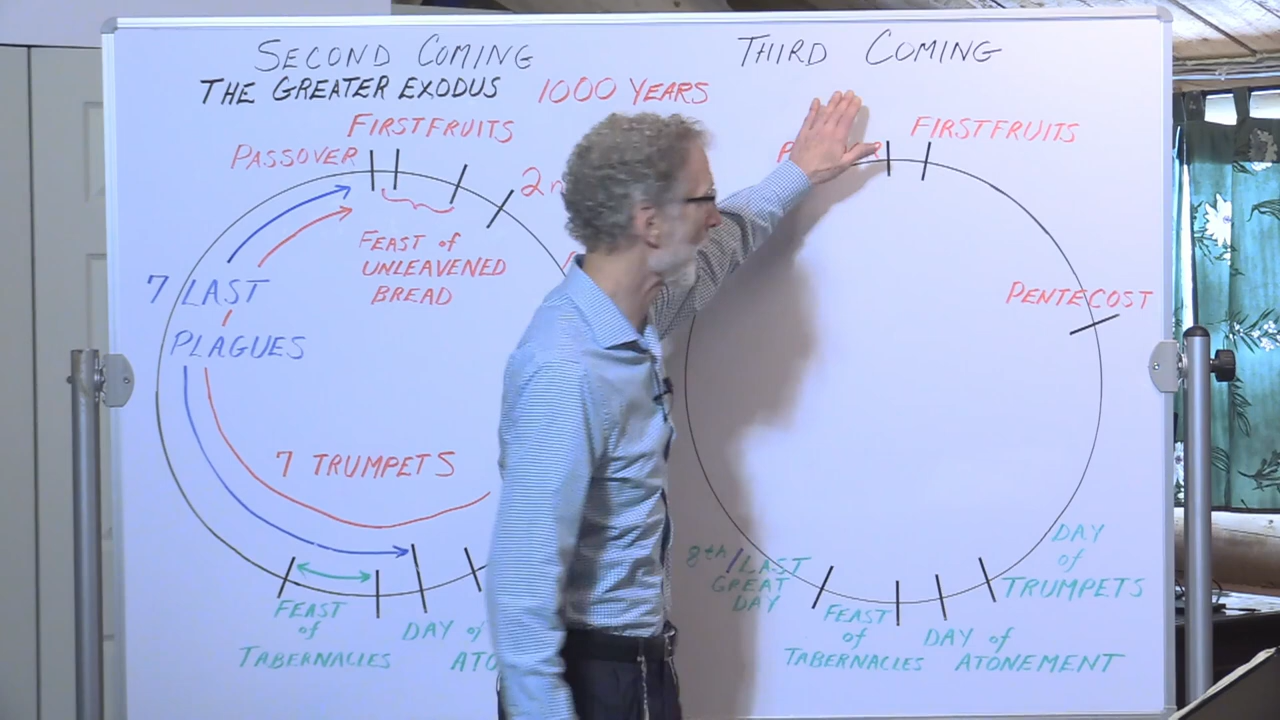 SECOND COMING
THE GREATER EXODUS
1000 YEARS
FIRSTFRUITS
PASSOVER
FEAST of
UNLEAVENED
BREAD
7 LAST
PLAGUES
7 TRUMPETS
FEAST
of
TABERNACLES
DAY
THIRD COMING
FIRSTFRUITS
PENTECOST
DAY
of
TRUMPETS
DAY of
ATONEMENT
FEAST
of
TABERNACLES
8th/LAST
GREAT
DAY